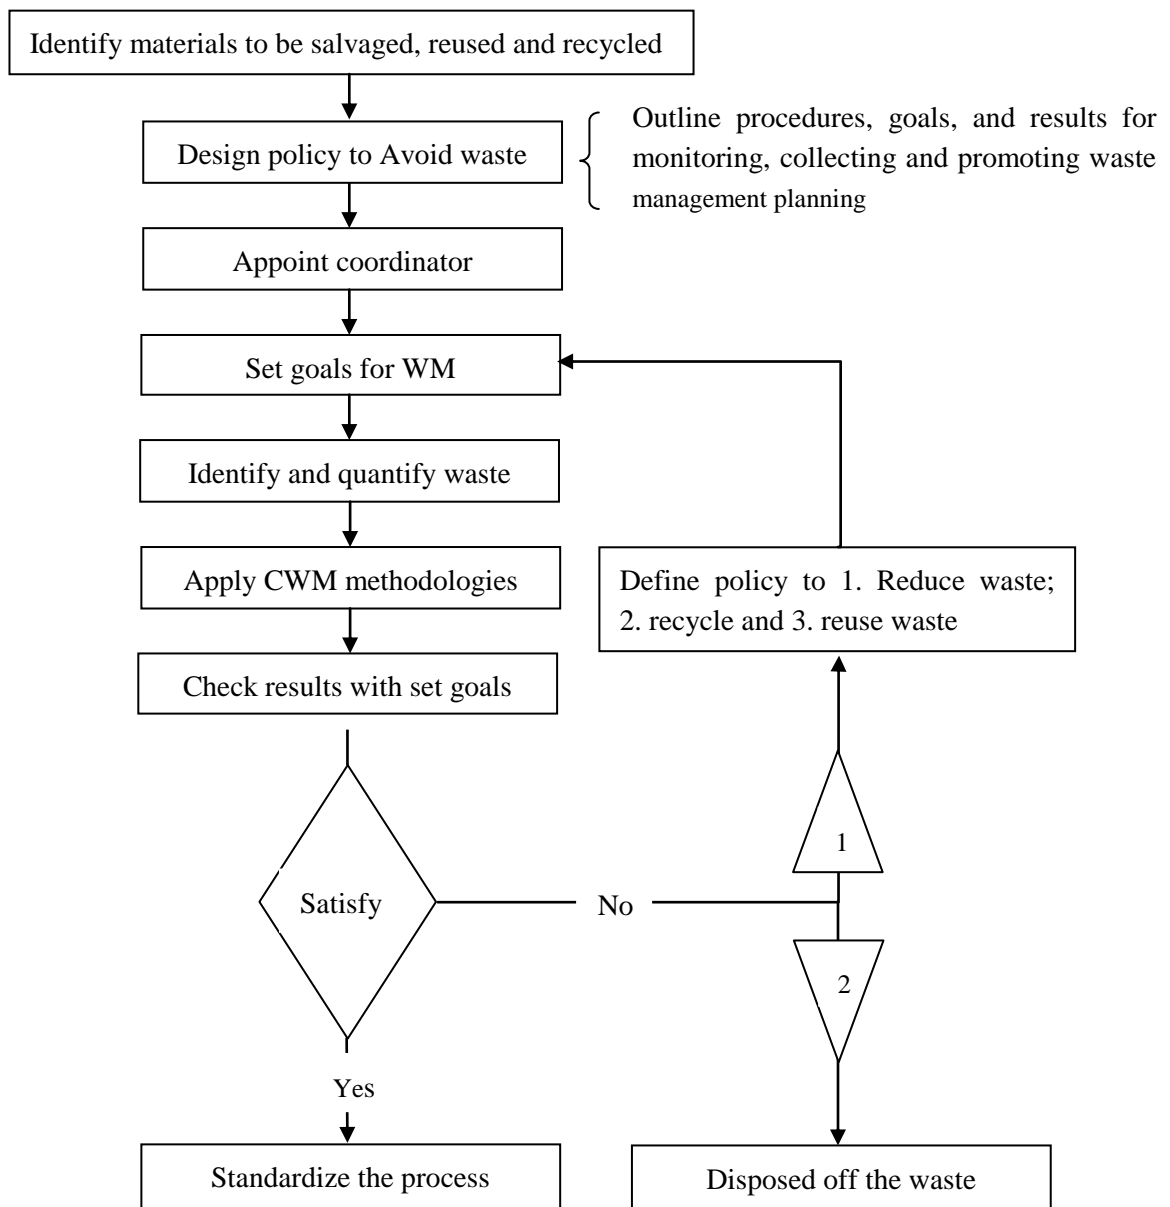 Identify materials to be salvaged, reused and recycled
Design policy to Avoid waste
Outline procedures, goals, and results for
monitoring, collecting and promoting waste
management planning
Appoint coordinator
Set goals for WM
Identify and quantify waste
Apply CWM methodologies
Define policy to 1. Reduce waste;
2. recycle and 3. reuse waste
Check results with set goals
1
Satisfy
No
2
Yes
Standardize the process
Disposed off the waste